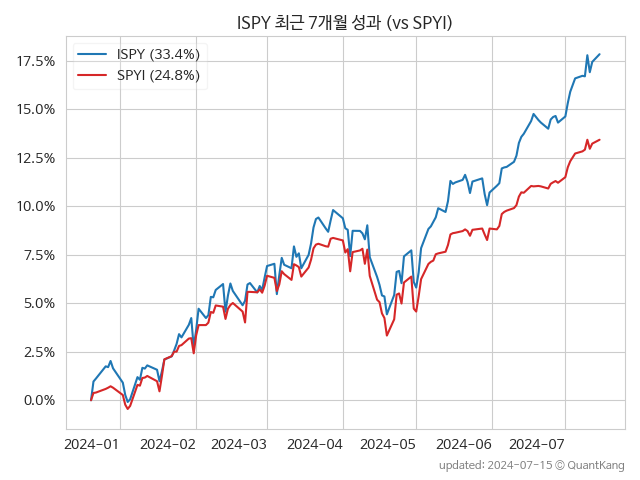 ISPY 최근 7개월 성과 (vs SPYI)
ISPY (33.4%)
SPYI (24.8%)
17.5%
15.0%
12.5%
10.0%
7.5%
5.0%
2.5%
0.0%
2024-01 2024-02 2024-03 2024-04 2024-05 2024-06 2024-07
updated: 2024-07-15 © QuantKang